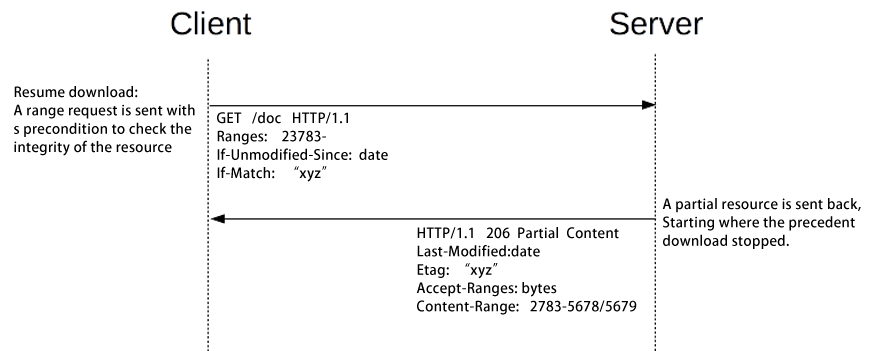 Client
Server
Resume download:
A range request is sent with
s precondition to check the
integrity of the resource
GET /doc HTTP/1.1
Ranges: 23783-
If-Unmodified-Since: date
If-Match: “xyz”
A partial resource is sent back,
Starting where the precedent
download stopped.
HTTP/1.1 206 Partial Content
Last-Modified:date
Etag: “xyz”
Accept-Ranges: bytes
Content-Range: 2783-5678/5679